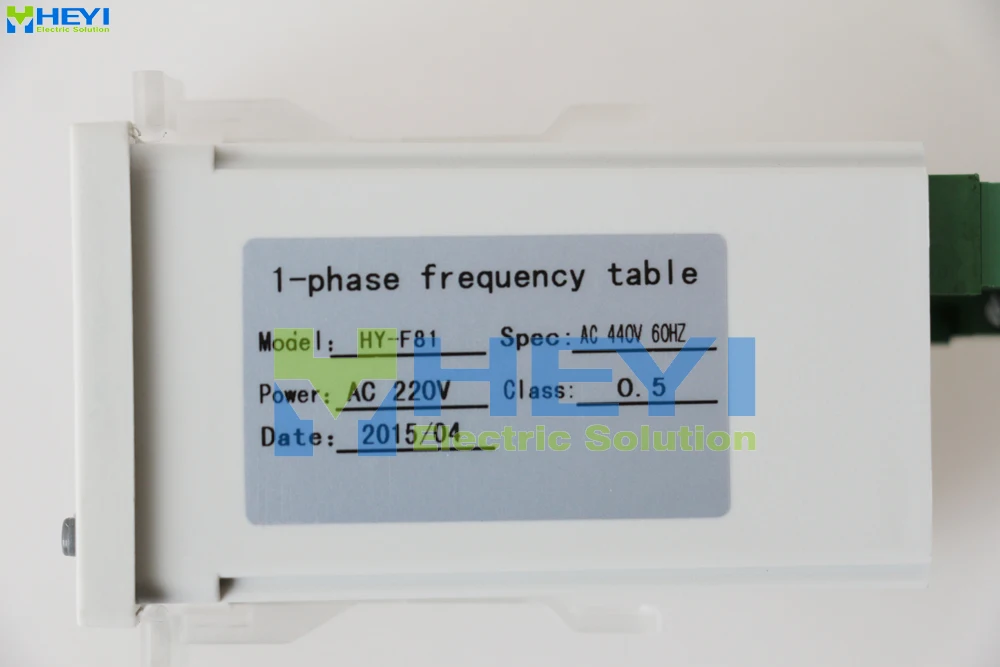 HEYI
Electric Solution
1-phase frequency table
Model: HY-F81 Spec: AC 440V 60HZ
Power: AC 220V Class: 0.5
Date: 2015/04
HEYI
Electric Solution